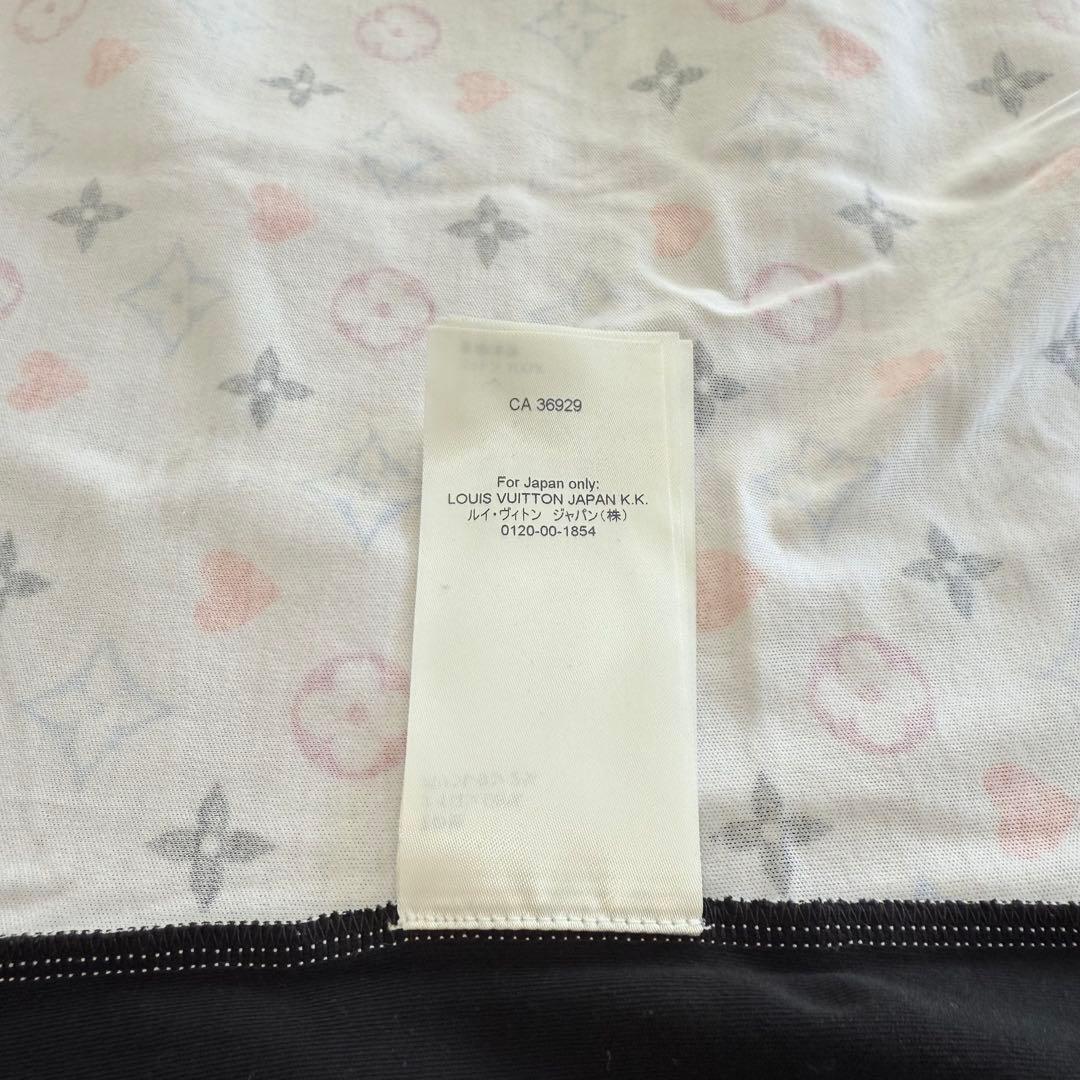 CA 36929
For Japan only:
LOUIS VUITTON JAPAN K.K.
ルイ・ヴィトン ジャパン(株)
0120-00-1854